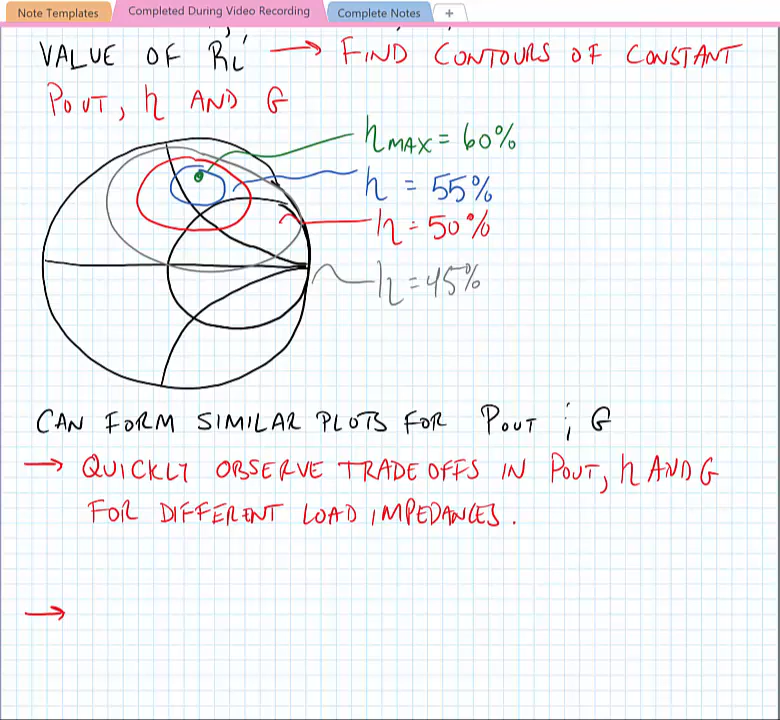 Note Templates
Completed During Video Recording
Complete Notes
+
VALUE OF RL' → FIND CONTOURS OF CONSTANT
POUT, η AND G
ηMAX = 60%
η = 55%
η = 50%
η = 45%
CAN FORM SIMILAR PLOTS FOR POUT ; G
→ QUICKLY OBSERVE TRADEOFFS IN POUT, η AND G
FOR DIFFERENT LOAD IMPEDANCES.
→